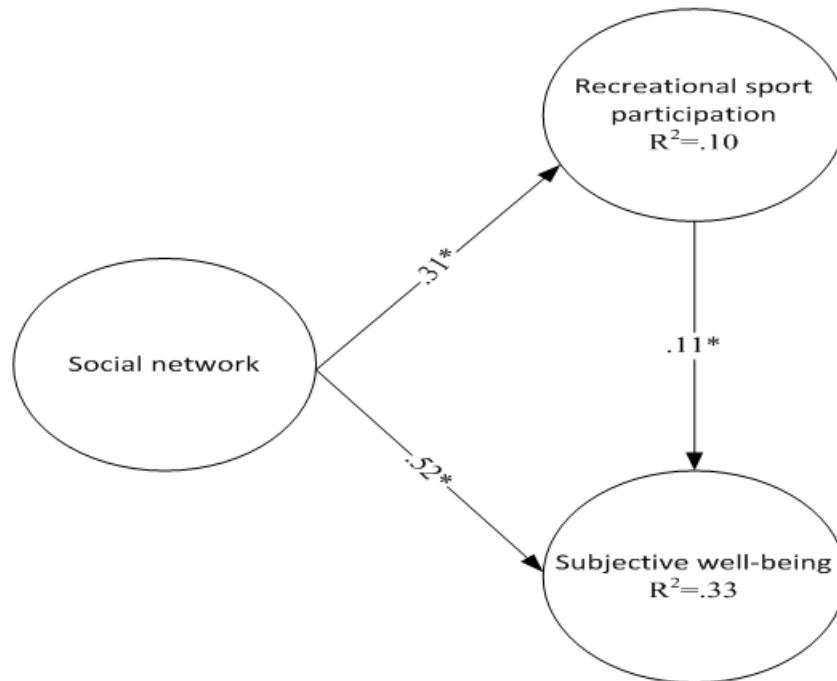 Recreational sport
participation
R²=.10
.31*
Social network
.11*
.52*
Subjective well-being
R²=.33